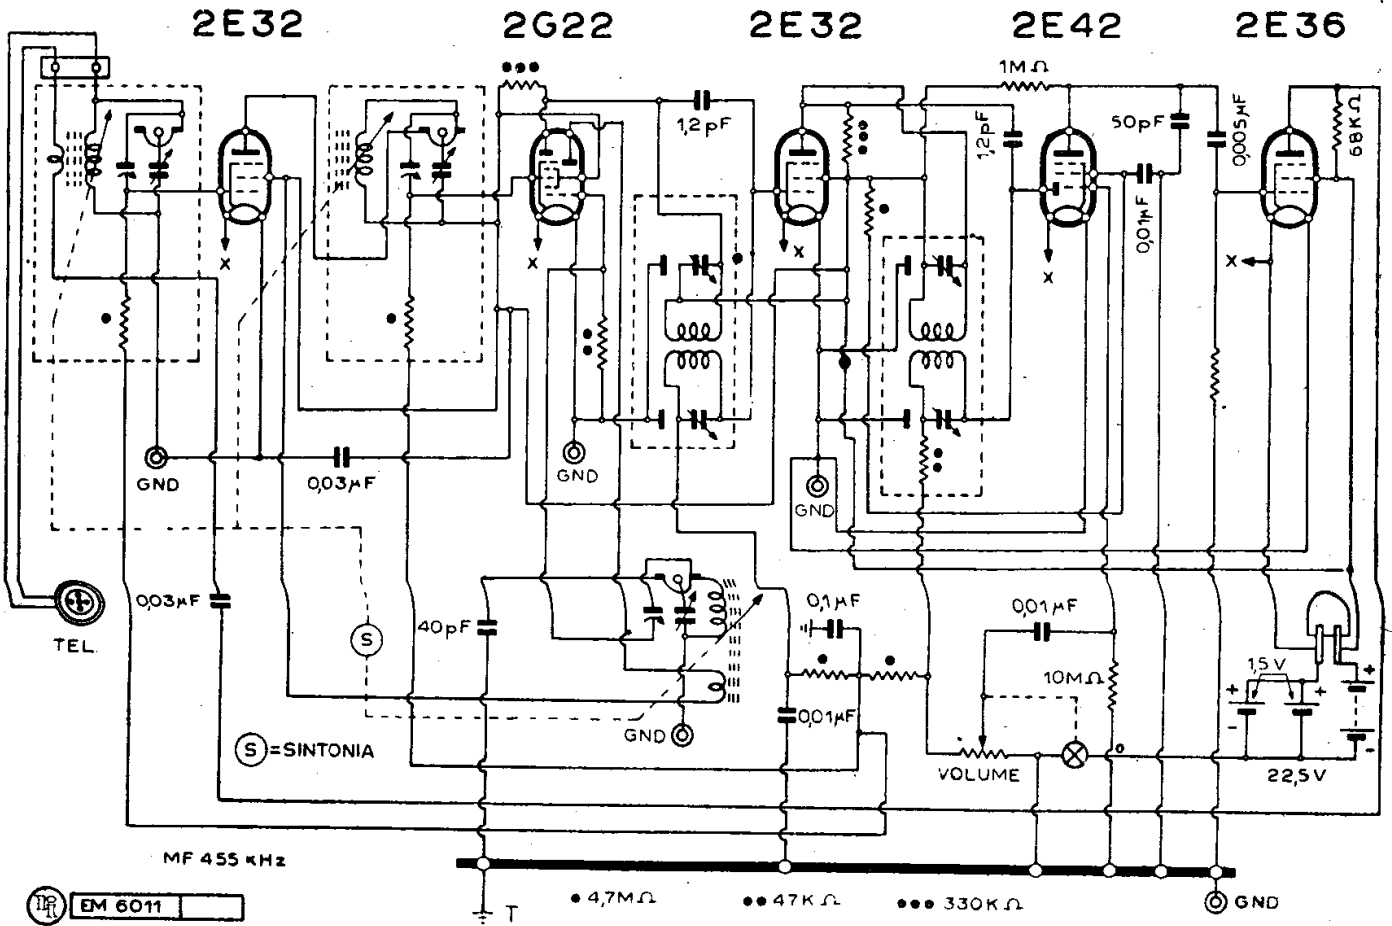 2E32 2G22 2E32 2E42 2E36
●●●
1MΩ
1,2pF
1,2pF
50pF
0,005µF
68KΩ
0,01µF
X
X
X
X
X
GND
0,03µF
GND
GND
0,03µF
TEL.
S
40pF
0,1µF
0,01µF
10MΩ
1,5V
+
+
+
-
-
0,01µF
S =SINTONIA
GND
VOLUME
22,5V
MF 455 KHz
EM 6011
T
● 4,7MΩ ●● 47KΩ ●●● 330KΩ
GND